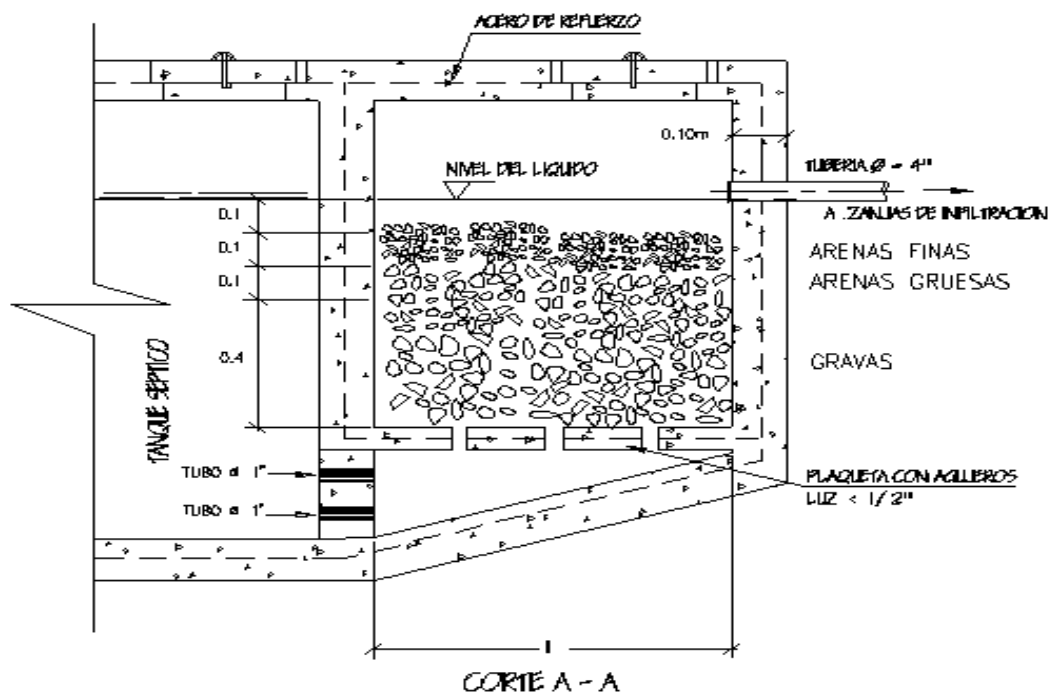 ACERO DE REFUERZO
0.10m
NIVEL DEL LIQUIDO
TUBERIA Ø = 4"
A . ZANJAS DE INFILTRACION
0.1
0.1
0.1
0.4
ARENAS FINAS
ARENAS GRUESAS
GRAVAS
TANQUE SEPTICO
TUBO ø 1"
TUBO ø 1"
PLAQUETA CON AGUJEROS
LUZ < 1/2"
CORTE A - A